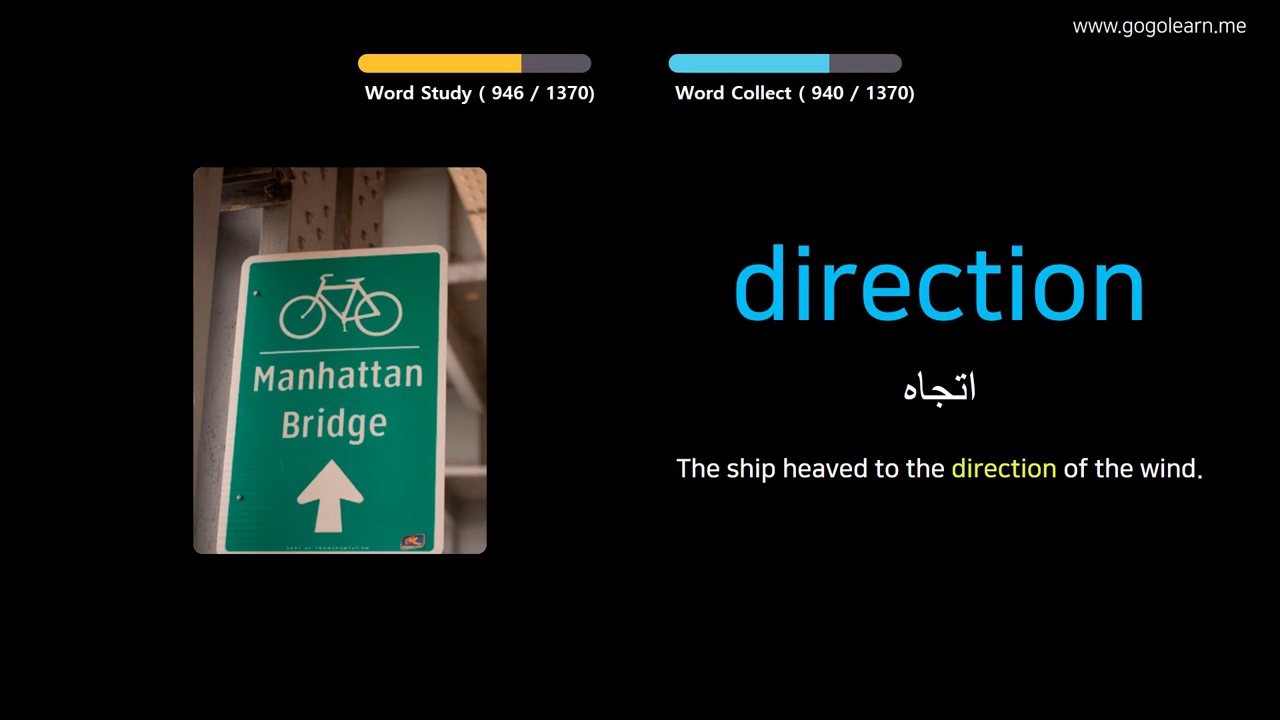 www.gogolearn.me
Word Study ( 946 / 1370)
Word Collect ( 940 / 1370)
Manhattan
Bridge
direction
اتجاه
The ship heaved to the direction of the wind.